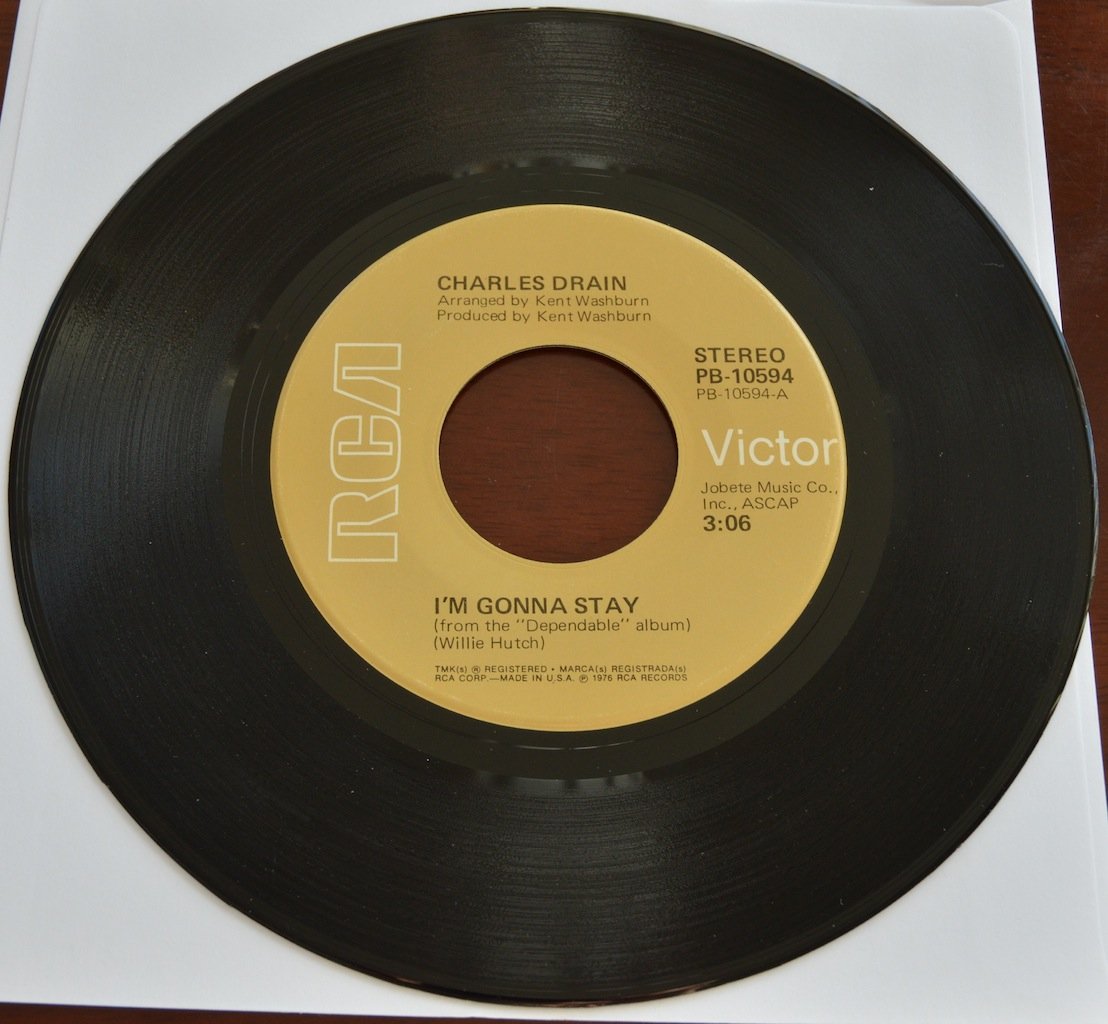 CHARLES DRAIN
Arranged by Kent Washburn
Produced by Kent Washburn
RCA
STEREO
PB-10594
PB-10594-A
Victor
Jobete Music Co.,
Inc., ASCAP
3:06
I'M GONNA STAY
(from the "Dependable" album)
(Willie Hutch)
TMK(s) ® REGISTERED • MARCA(s) REGISTRADA(s)
RCA CORP.—MADE IN U.S.A. ℗ 1976 RCA RECORDS